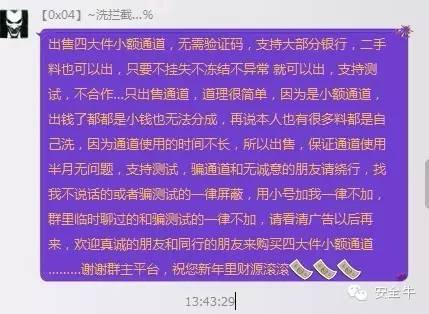 【0x04】~洗拦截...%
出售四大件小额通道，无需验证码，支持大部分银行，二手
料也可以出，只要不挂失不冻结不异常 就可以出，支持测
试，不合作...只出售通道，道理很简单，因为是小额通道，
出钱了都都是小钱也无法分成，再说本人也有很多料都是自
己洗，因为通道使用的时间不长，所以出售，保证通道使用
半月无问题，支持测试，骗通道和无诚意的朋友请绕行，找
我不说话的或者骗测试的一律屏蔽，用小号加我一律不加，
群里临时聊过的和骗测试的一律不加，请看清广告以后再
来，欢迎真诚的朋友和同行的朋友来购买四大件小额通道
.........谢谢群主平台，祝您新年里财源滚滚
13:43:29
安全牛